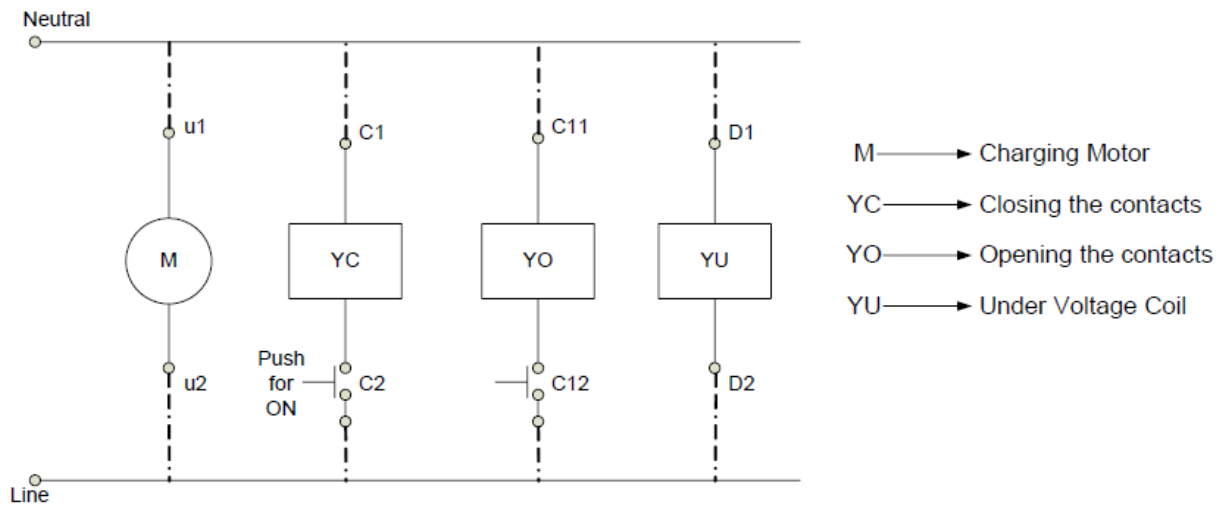 Neutral
u1
C1
C11
D1
M
YC
YO
YU
Push
for
ON
u2
C2
C12
D2
Line
M Charging Motor
YC Closing the contacts
YO Opening the contacts
YU Under Voltage Coil